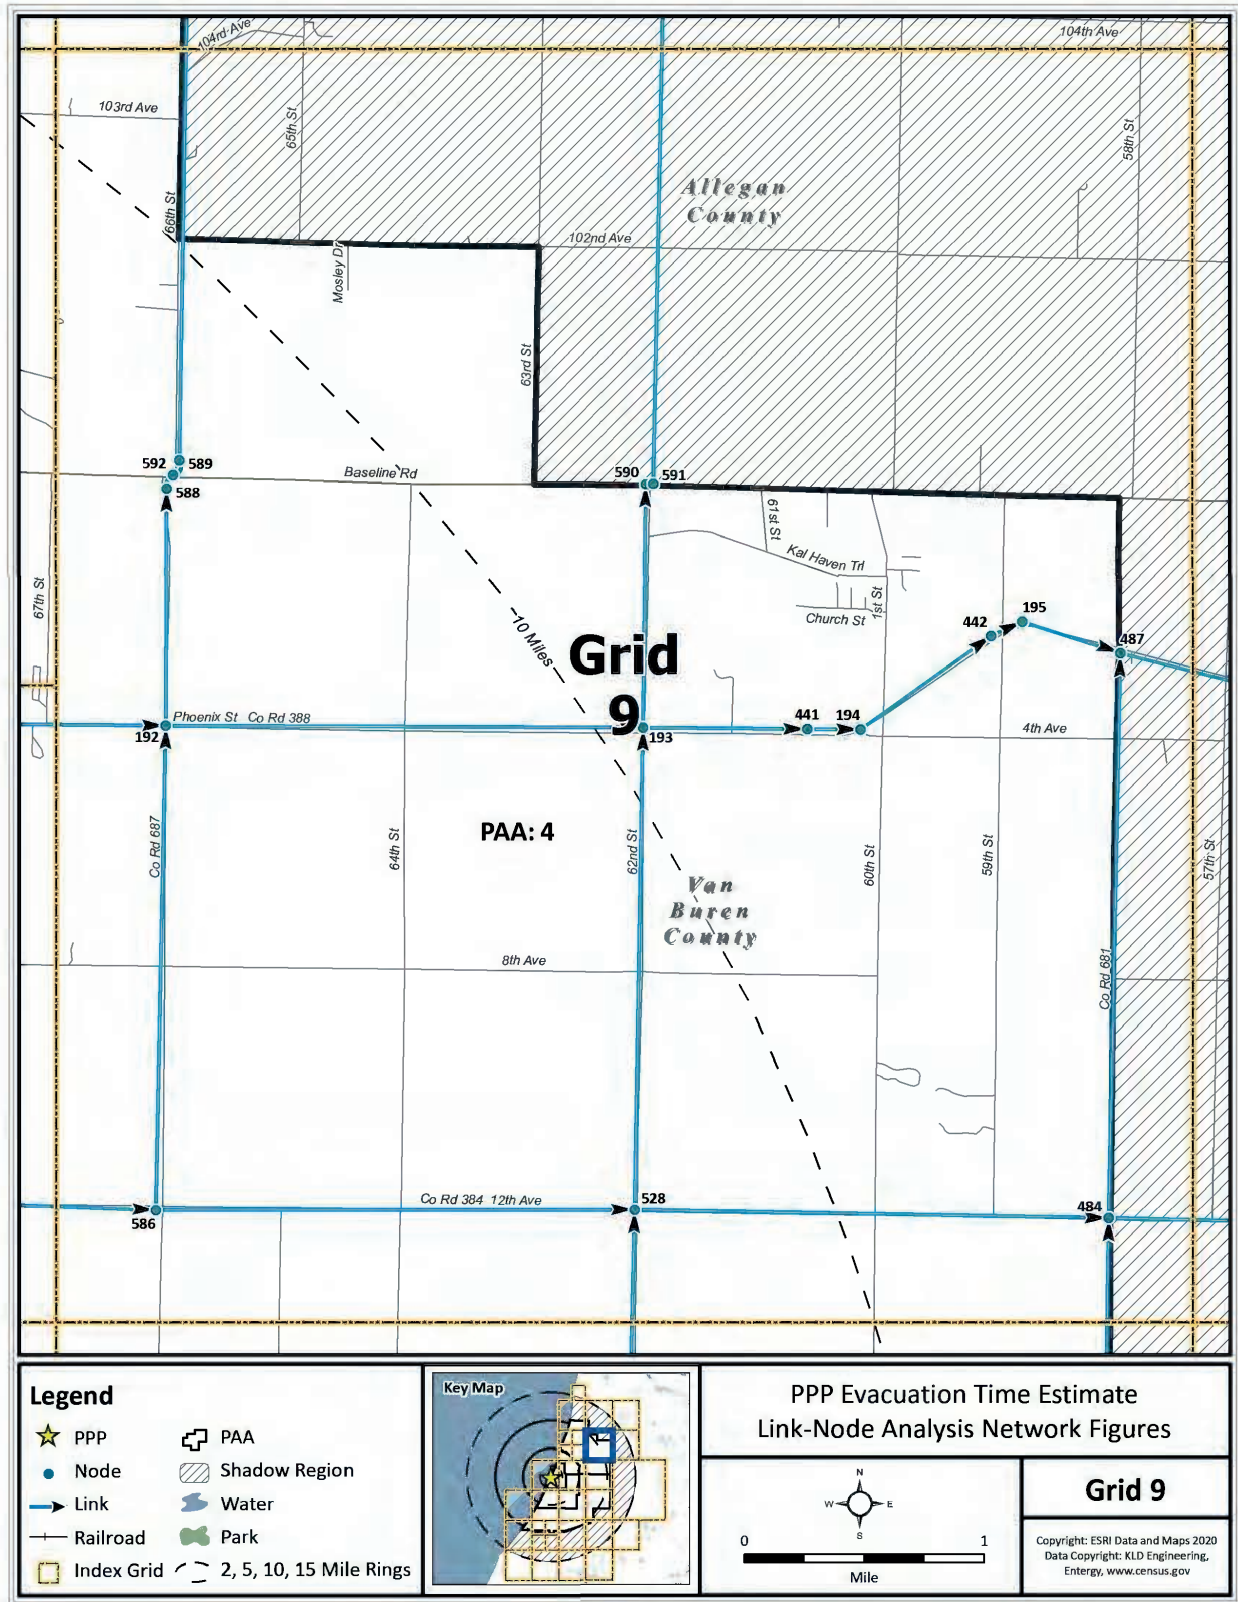 104rd Ave
104th Ave
103rd Ave
65th St
58th St
66th St
Allegan
County
102nd Ave
Mosley Dr
63rd St
592
589
588
Baseline Rd
590
591
61st St
Kal Haven Trl
67th St
1st St
Church St
442
195
487
10 Miles
Grid
9
Phoenix St Co Rd 388
192
193
441
194
4th Ave
PAA: 4
Co Rd 687
64th St
62nd St
60th St
59th St
57th St
Van
Buren
County
8th Ave
Co Rd 681
Co Rd 384 12th Ave
586
528
484
Legend
PPP
PAA
Node
Shadow Region
Link
Water
Railroad
Park
Index Grid
2, 5, 10, 15 Mile Rings
Key Map
PPP Evacuation Time Estimate
Link-Node Analysis Network Figures
N
W E
S
0 1
Mile
Grid 9
Copyright: ESRI Data and Maps 2020
Data Copyright: KLD Engineering,
Entergy, www.census.gov